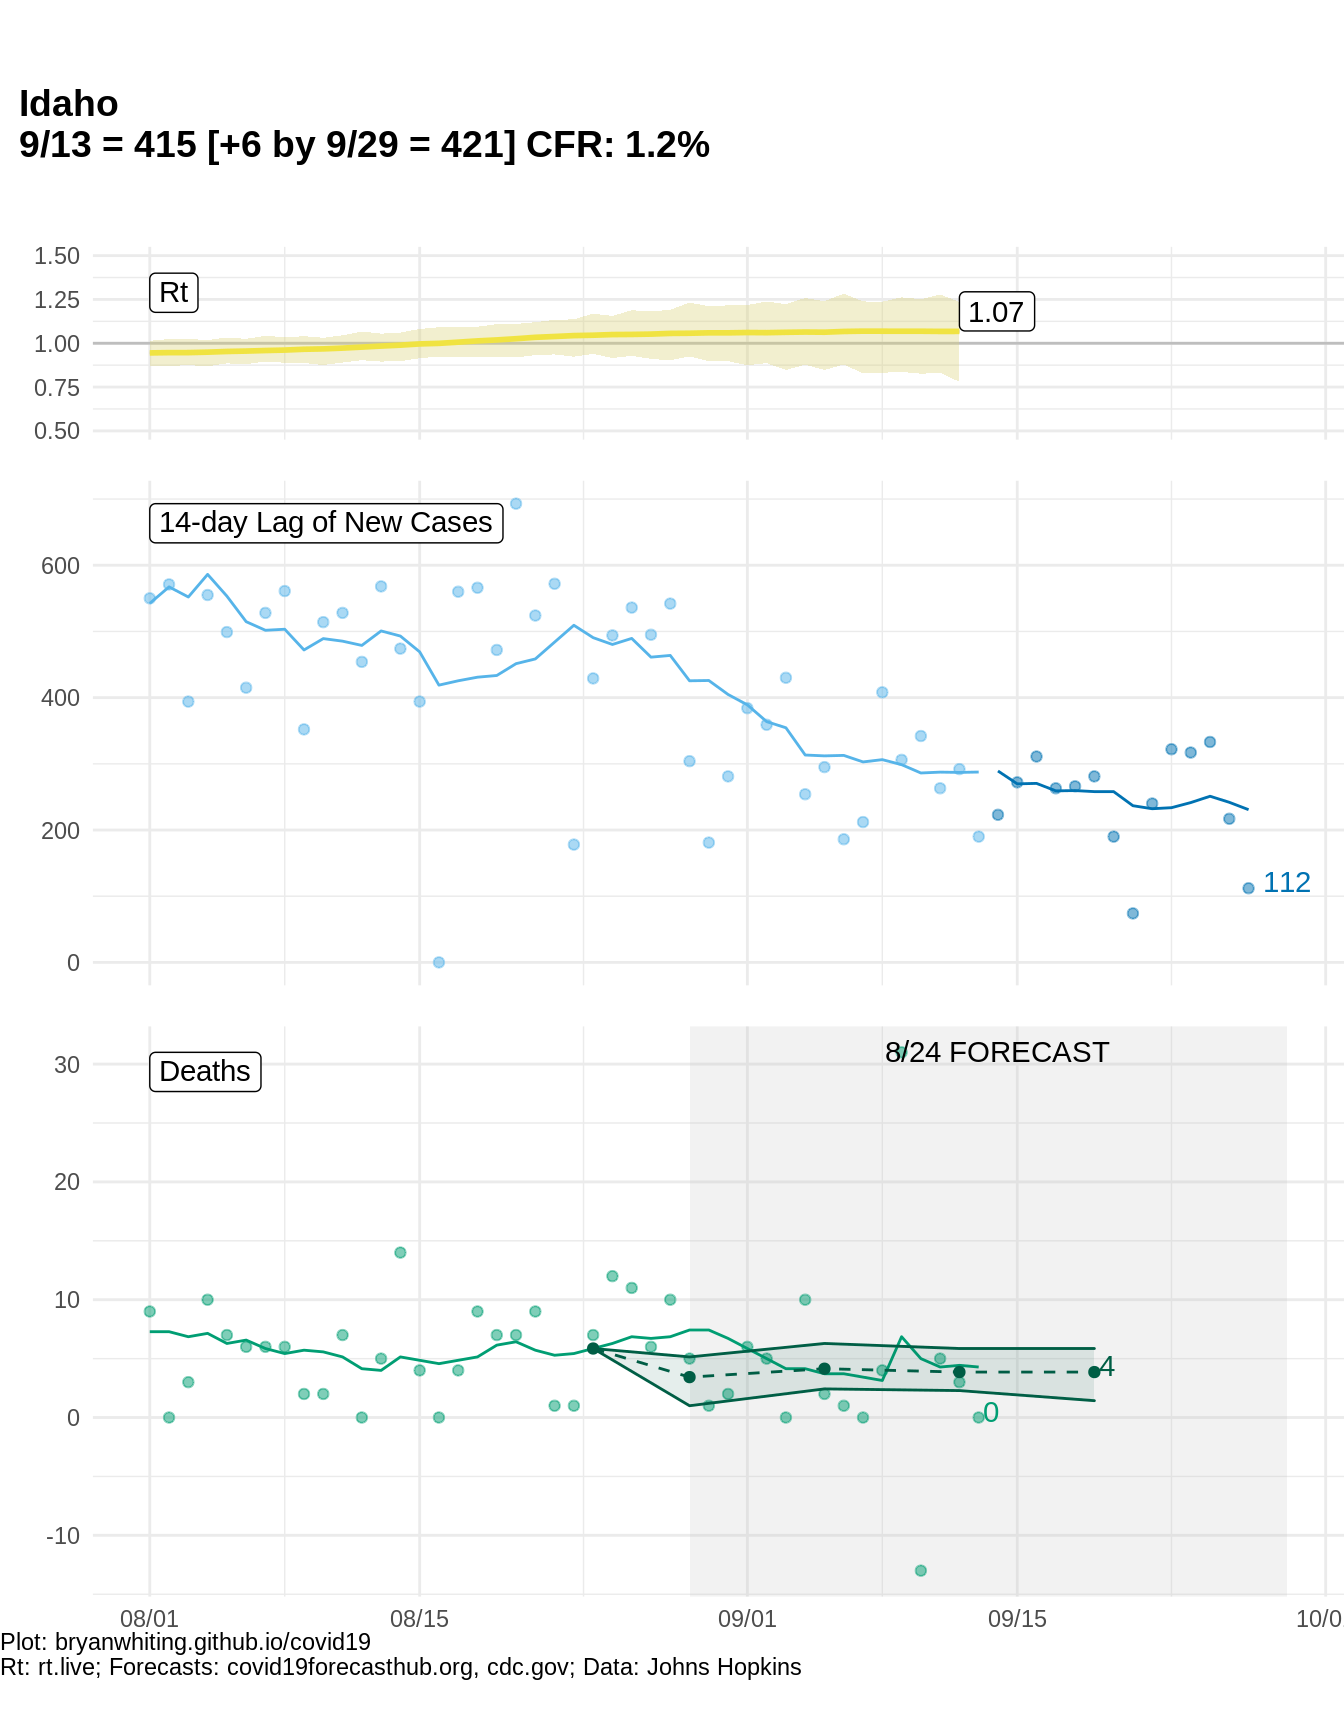 Idaho
9/13 = 415 [+6 by 9/29 = 421] CFR: 1.2%
1.50
1.25
1.00
0.75
0.50
Rt
1.07
14-day Lag of New Cases
600
400
200
0
112
Deaths
8/24 FORECAST
30
20
10
0
-10
4
0
08/01
08/15
09/01
09/15
10/0
Plot: bryanwhiting.github.io/covid19
Rt: rt.live; Forecasts: covid19forecasthub.org, cdc.gov; Data: Johns Hopkins